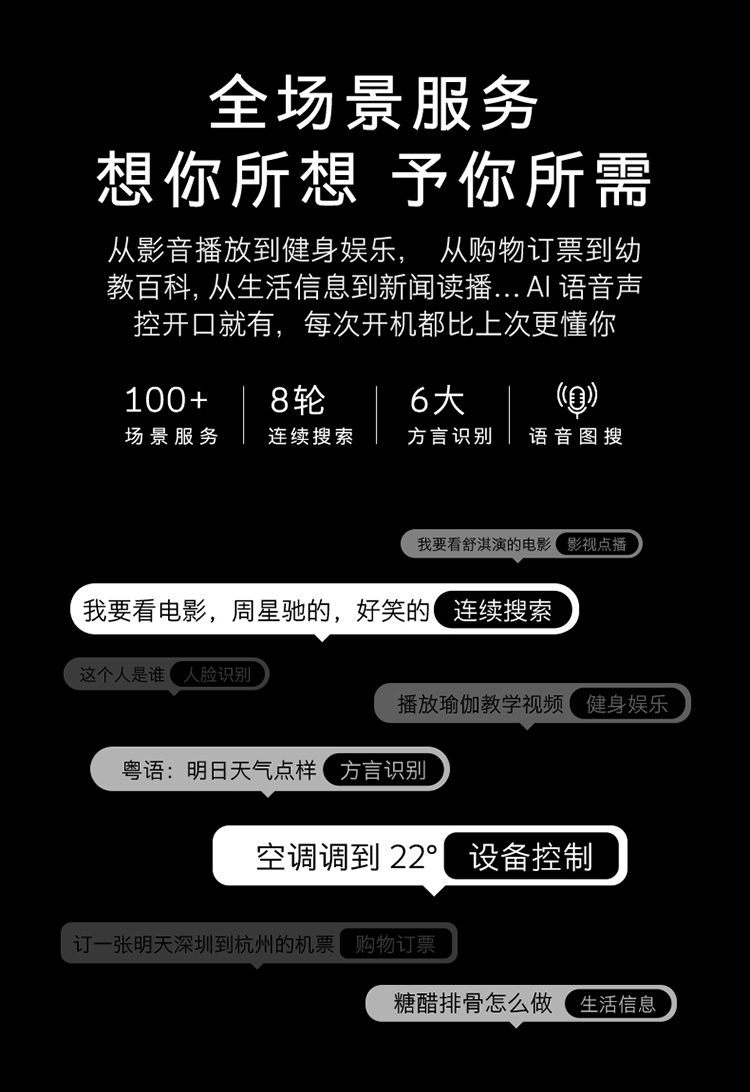 全场景服务
想你所想 予你所需
从影音播放到健身娱乐， 从购物订票到幼
教百科, 从生活信息到新闻读播... AI 语音声
控开口就有，每次开机都比上次更懂你
100+ 8轮 6大
场景服务 连续搜索 方言识别 语音图搜
我要看舒淇演的电影 影视点播
我要看电影，周星驰的，好笑的 连续搜索
这个人是谁 人脸识别
播放瑜伽教学视频 健身娱乐
粤语：明日天气点样 方言识别
空调调到 22° 设备控制
订一张明天深圳到杭州的机票 购物订票
糖醋排骨怎么做 生活信息